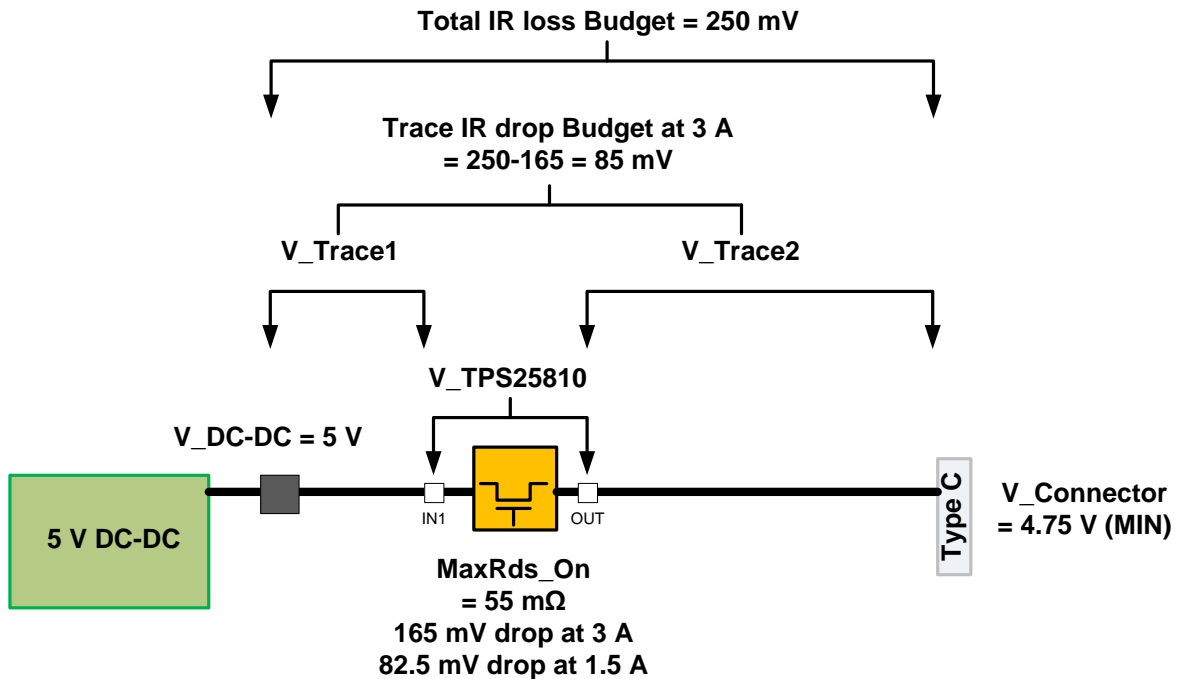 Total IR loss Budget = 250 mV
Trace IR drop Budget at 3 A
= 250-165 = 85 mV
V_Trace1
V_Trace2
V_TPS25810
V_DC-DC = 5 V
5 V DC-DC
IN1
OUT
Type C
V_Connector
= 4.75 V (MIN)
MaxRds_On
= 55 mΩ
165 mV drop at 3 A
82.5 mV drop at 1.5 A